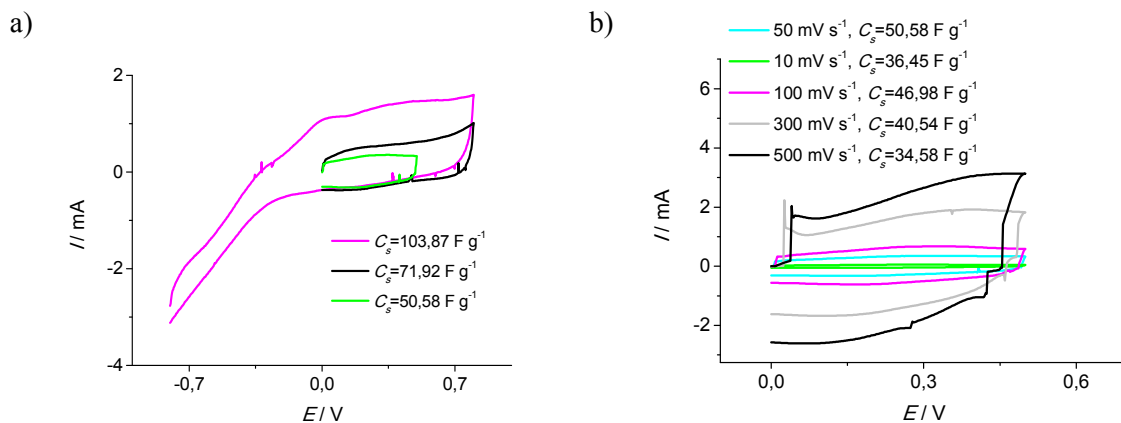 a)
2
0
-2
-4
I / mA
-0,7
0,0
0,7
E / V
Cs=103,87 F g-1
Cs=71,92 F g-1
Cs=50,58 F g-1
b)
50 mV s-1, Cs=50,58 F g-1
10 mV s-1, Cs=36,45 F g-1
100 mV s-1, Cs=46,98 F g-1
300 mV s-1, Cs=40,54 F g-1
500 mV s-1, Cs=34,58 F g-1
6
4
2
0
-2
I / mA
0,0
0,3
0,6
E / V